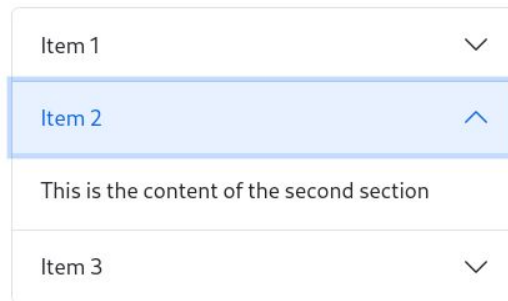 Item 1
Item 2
This is the content of the second section
Item 3